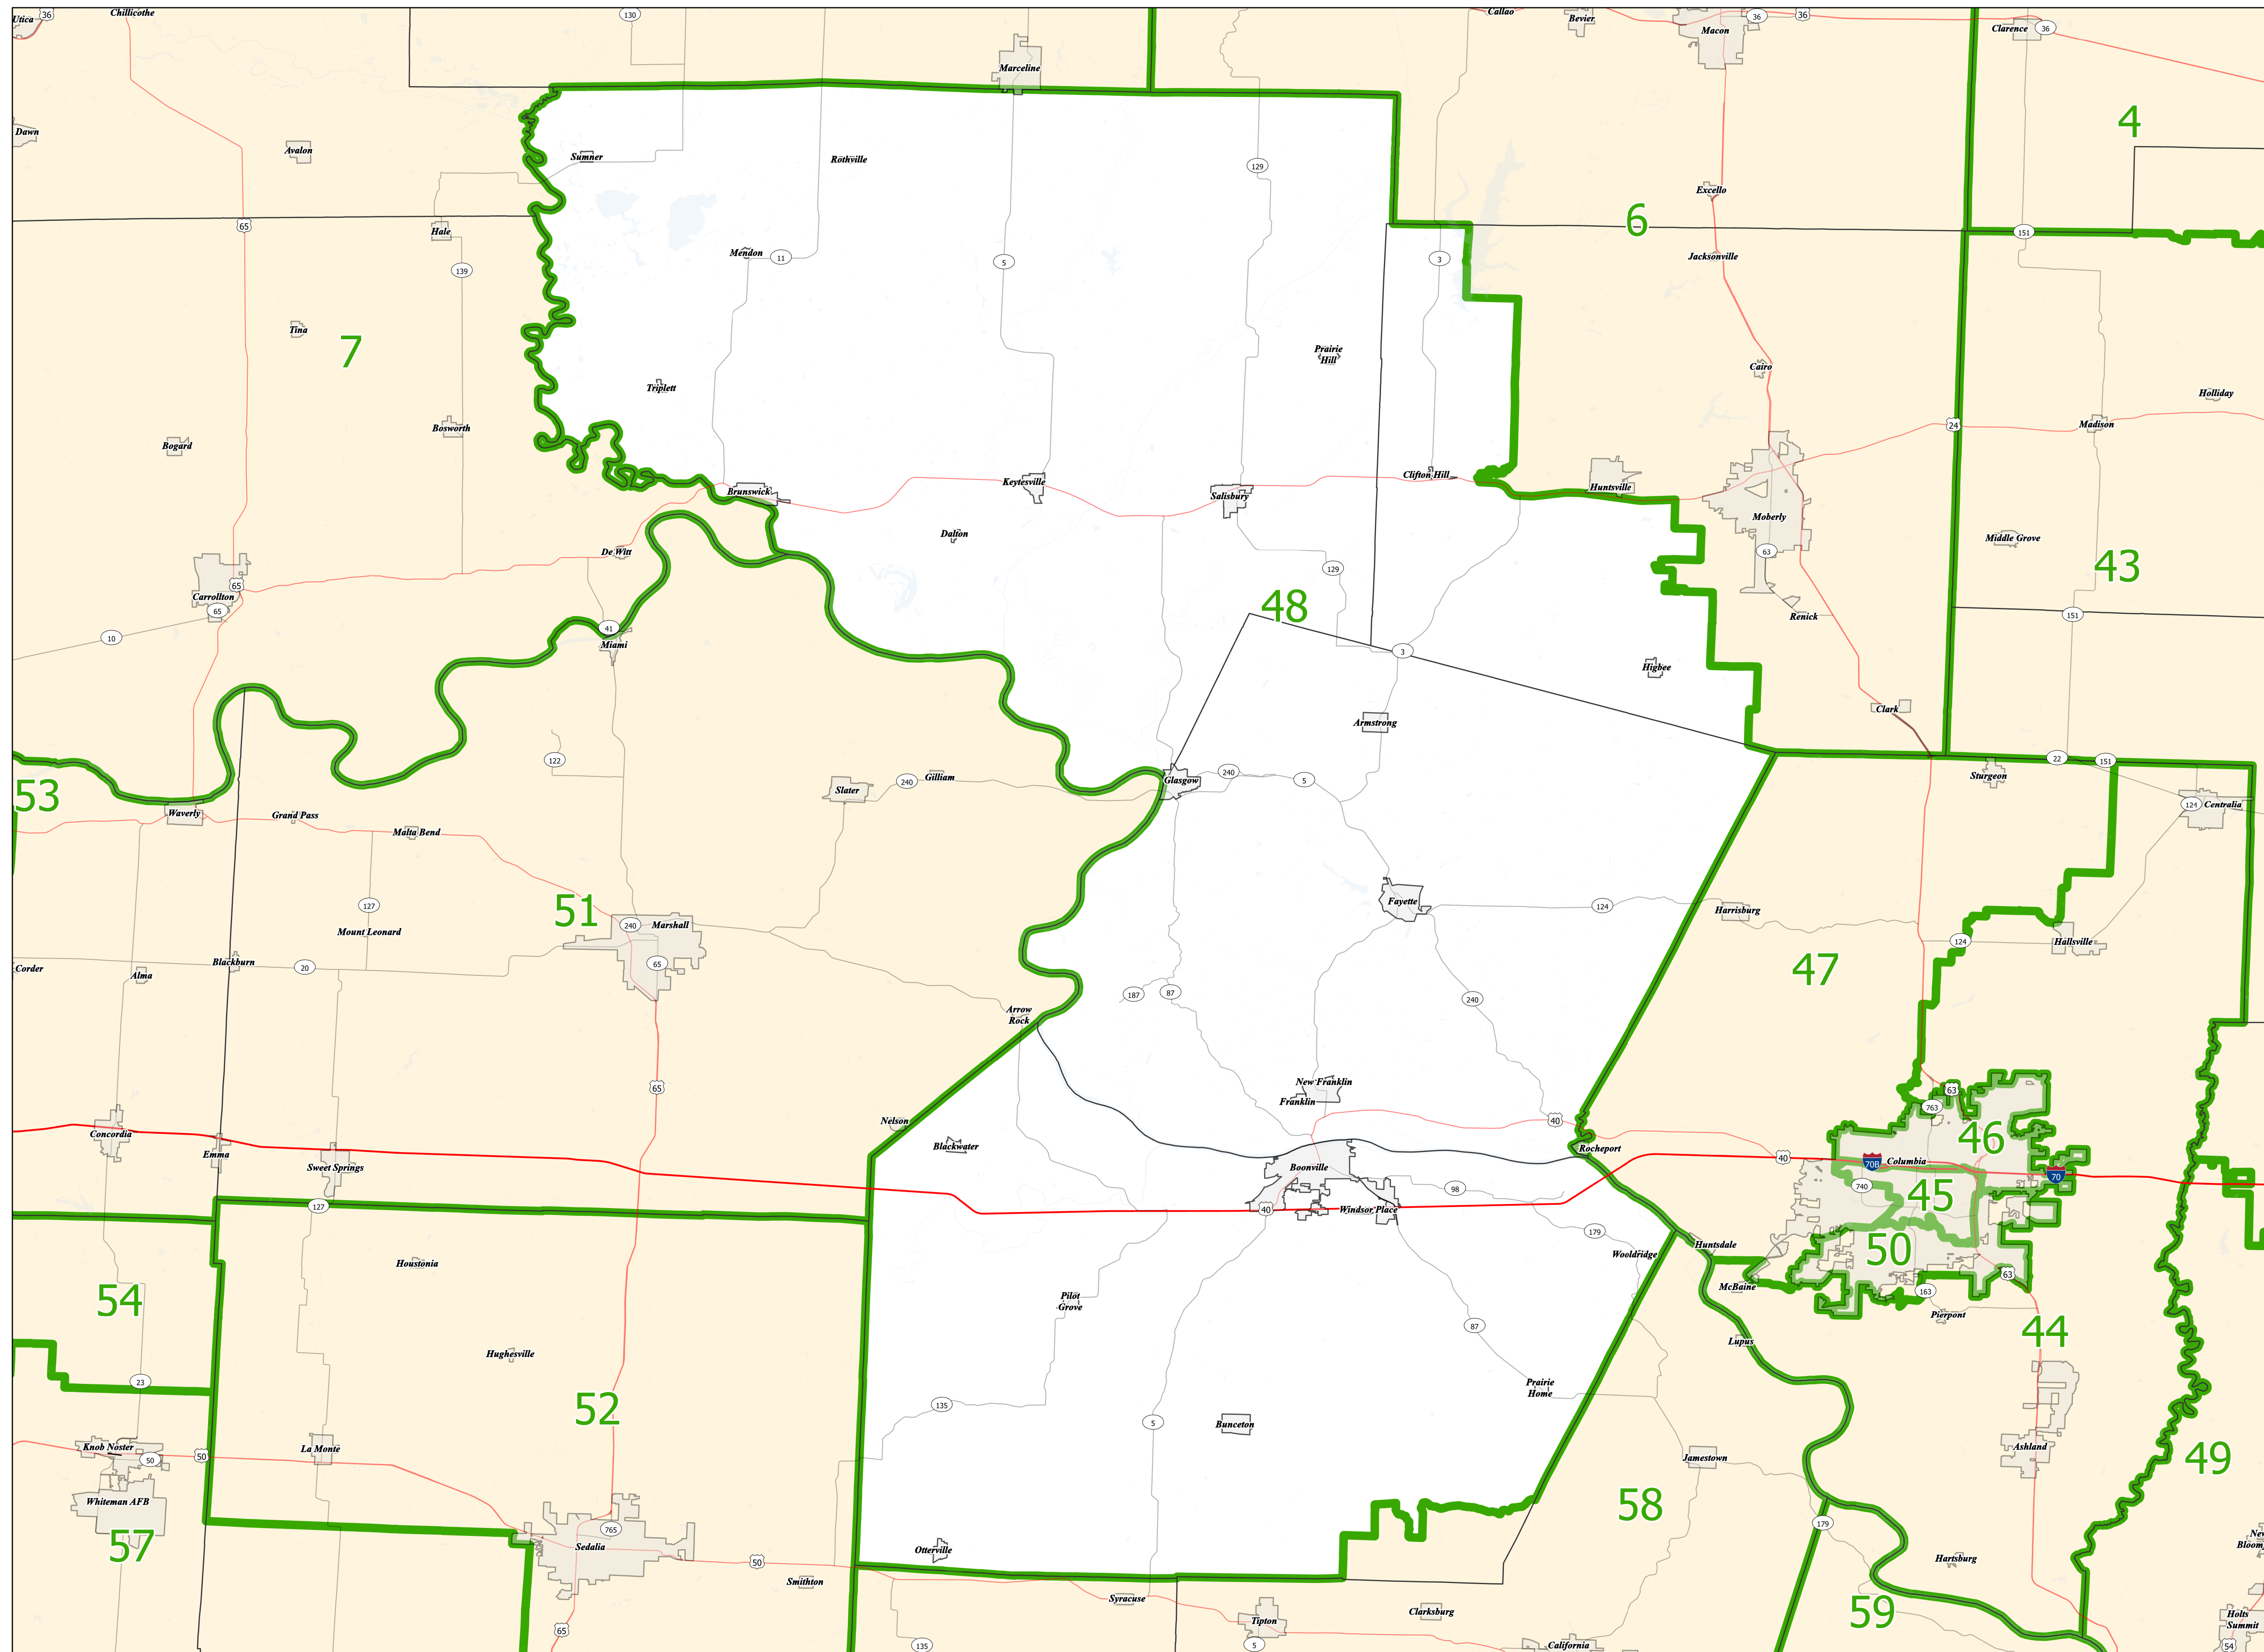 Utica
36
Chillicothe
130
Callao
Bevier
36
36
Macon
Clarence
36
Marceline
4
Dawn
Avalon
Sumner
Rothville
129
Excello
6
65
Hale
151
Mendon
11
5
3
Jacksonville
139
Tina
7
Prairie
Hill
Cairo
Triplett
Holliday
Bosworth
24
Madison
Bogard
Brunswick
Keytesville
Salisbury
Clifton Hill
Huntsville
Moberly
Dalton
Middle Grove
De Witt
63
129
43
65
Carrollton
65
48
151
Renick
10
41
Miami
3
Higbee
Clark
Armstrong
122
22
151
53
Gilliam
240
Slater
Glasgow
240
5
Sturgeon
124
Centralia
Waverly
Grand Pass
Malta Bend
127
51
Fayette
124
Harrisburg
240
Marshall
Mount Leonard
124
Hallsville
Corder
Alma
Blackburn
20
65
47
187
87
240
Arrow
Rock
65
New Franklin
Franklin
63
763
Nelson
40
Concordia
Blackwater
Rocheport
46
Emma
Sweet Springs
Boonville
40
70B
Columbia
70
740
45
98
127
40
Windsor Place
179
Wooldridge
Huntsdale
50
Houstonia
63
McBaine
163
54
Pilot
Grove
Pierpont
87
Lupus
44
Hughesville
23
Prairie
Home
52
135
5
Bunceton
Knob Noster
50
50
La Monte
Ashland
Jamestown
49
Whiteman AFB
58
57
765
Sedalia
179
Otterville
50
Hartsburg
New
Bloom
Smithton
Syracuse
Clarksburg
59
Tipton
65
135
5
California
Holts
Summit
54